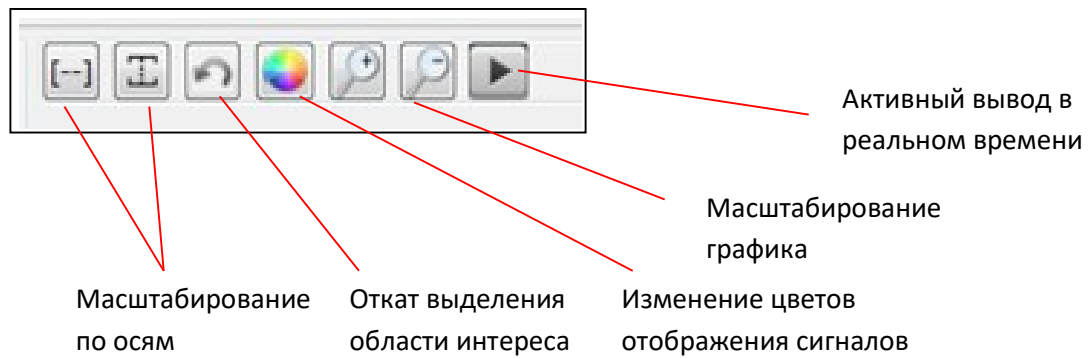 Активный вывод в
реальном времени
Масштабирование
графика
Масштабирование
по осям
Откат выделения
области интереса
Изменение цветов
отображения сигналов